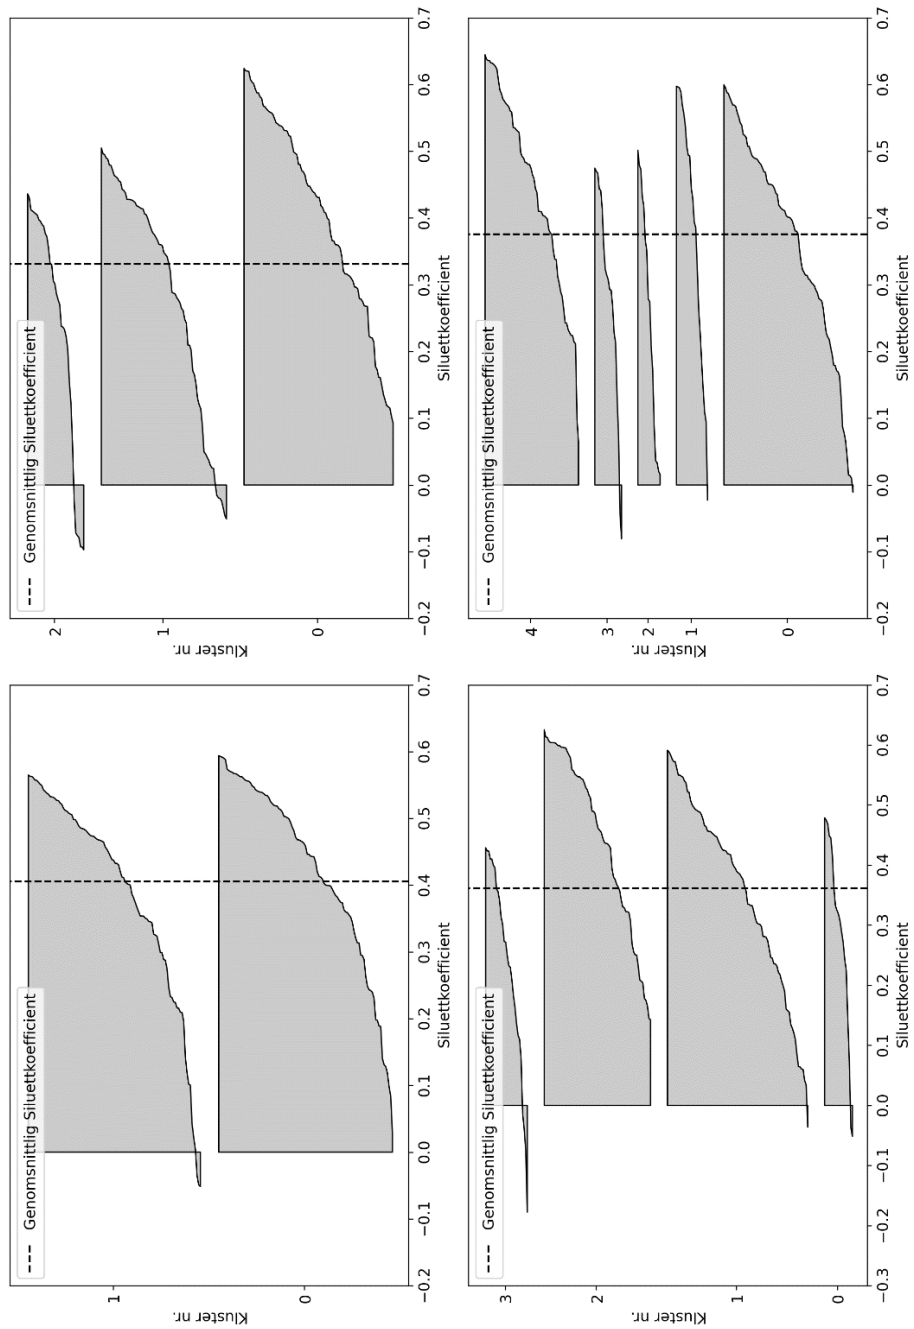 Genomsnittlig Siluettkoefficient
1
0
Kluster nr.
−0.2 −0.1 0.0 0.1 0.2 0.3 0.4 0.5 0.6 0.7
Siluettkoefficient
Genomsnittlig Siluettkoefficient
2
1
0
Kluster nr.
−0.2 −0.1 0.0 0.1 0.2 0.3 0.4 0.5 0.6 0.7
Siluettkoefficient
Genomsnittlig Siluettkoefficient
3
2
1
0
Kluster nr.
−0.3 −0.2 −0.1 0.0 0.1 0.2 0.3 0.4 0.5 0.6 0.7
Siluettkoefficient
Genomsnittlig Siluettkoefficient
4
3
2
1
0
Kluster nr.
−0.2 −0.1 0.0 0.1 0.2 0.3 0.4 0.5 0.6 0.7
Siluettkoefficient